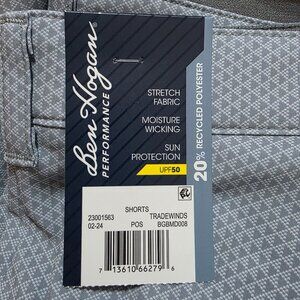 Ben Hogan
PERFORMANCE
STRETCH
FABRIC
MOISTURE
WICKING
SUN
PROTECTION
UPF50
20% RECYCLED POLYESTER
SHORTS
23001563 TRADEWINDS
02-24 POS BGBMD008
7 13610 66279 6